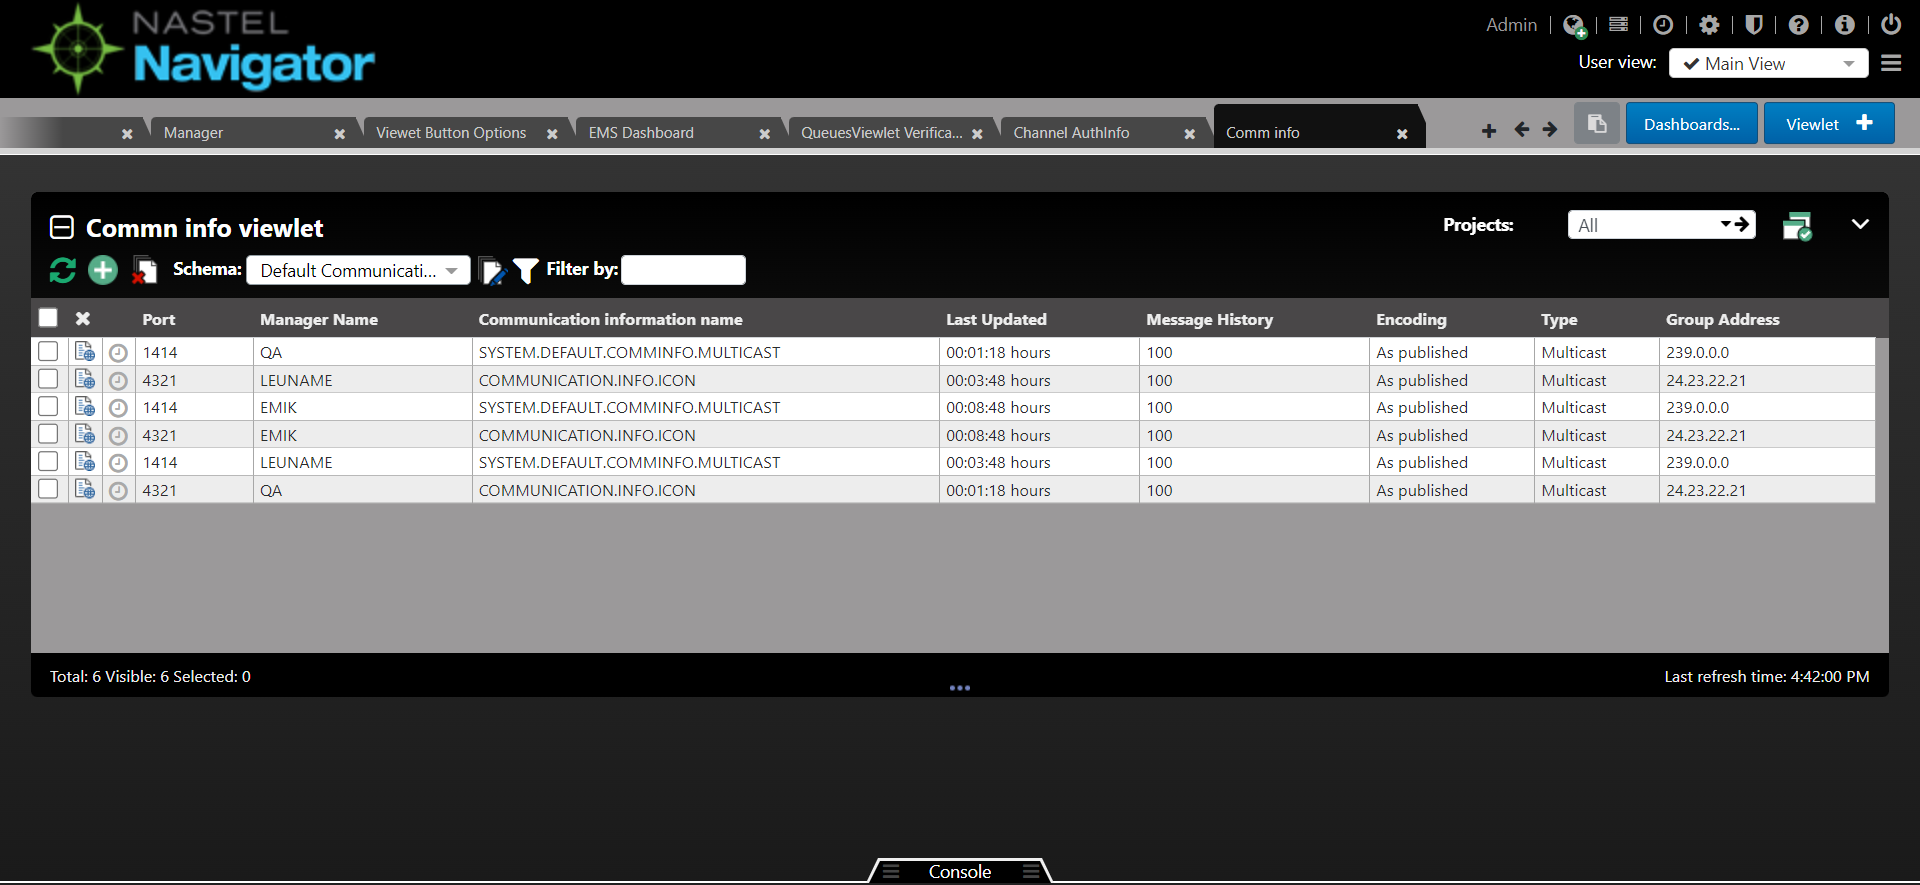 NASTEL
Navigator
Admin
User view: Main View
Manager
Viewet Button Options
EMS Dashboard
QueuesViewlet Verifica...
Channel AuthInfo
Comm info
Dashboards...
Viewlet
Commn info viewlet
Projects: All
Schema: Default Communicati... Filter by:
Port Manager Name Communication information name Last Updated Message History Encoding Type Group Address
1414 QA SYSTEM.DEFAULT.COMMINFO.MULTICAST 00:01:18 hours 100 As published Multicast 239.0.0.0
4321 LEUNAME COMMUNICATION.INFO.ICON 00:03:48 hours 100 As published Multicast 24.23.22.21
1414 EMIK SYSTEM.DEFAULT.COMMINFO.MULTICAST 00:08:48 hours 100 As published Multicast 239.0.0.0
4321 EMIK COMMUNICATION.INFO.ICON 00:08:48 hours 100 As published Multicast 24.23.22.21
1414 LEUNAME SYSTEM.DEFAULT.COMMINFO.MULTICAST 00:03:48 hours 100 As published Multicast 239.0.0.0
4321 QA COMMUNICATION.INFO.ICON 00:01:18 hours 100 As published Multicast 24.23.22.21
Total: 6 Visible: 6 Selected: 0
Last refresh time: 4:42:00 PM
Console